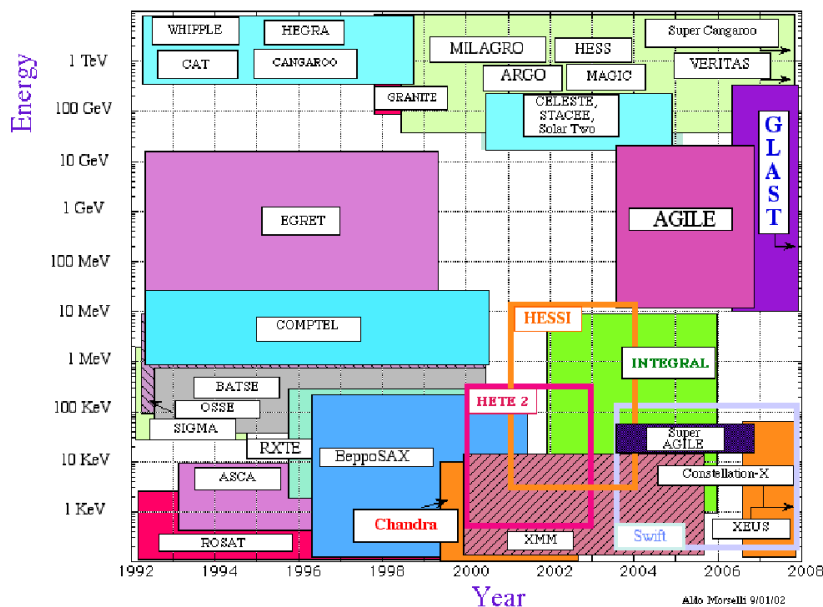 Energy
1 TeV
100 GeV
10 GeV
1 GeV
100 MeV
10 MeV
1 MeV
100 KeV
10 KeV
1 KeV
WHIPPLE
HEGRA
CAT
CANGAROO
GRANITE
MILAGRO
HESS
Super Cangaroo
ARGO
MAGIC
VERITAS
CELESTE,
STACEE,
Solar Two
GLAST
EGRET
AGILE
COMPTEL
HESSI
INTEGRAL
BATSE
OSSE
HETE 2
SIGMA
RXTE
BeppoSAX
Super
AGILE
ASCA
Constellation-X
Chandra
XEUS
ROSAT
XMM
Swift
1992
1994
1996
1998
2000
2002
2004
2006
2008
Year
Aldo Morselli 9/01/02